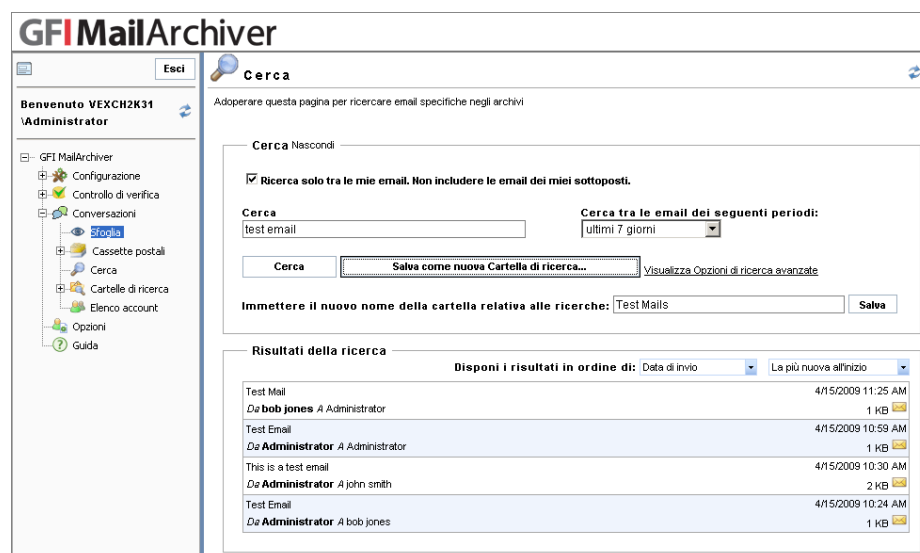 GFI MailArchiver
Esci
Benvenuto VEXCH2K31
\Administrator
GFI MailArchiver
Configurazione
Controllo di verifica
Conversazioni
Sfoglia
Cassette postali
Cerca
Cartelle di ricerca
Elenco account
Opzioni
Guida
Cerca
Adoperare questa pagina per ricercare email specifiche negli archivi
Cerca Nascondi
Ricerca solo tra le mie email. Non includere le email dei miei sottoposti.
Cerca
Cerca tra le email dei seguenti periodi:
test email
ultimi 7 giorni
Cerca
Salva come nuova Cartella di ricerca...
Visualizza Opzioni di ricerca avanzate
Immettere il nuovo nome della cartella relativa alle ricerche: Test Mails
Salva
Risultati della ricerca
Disponi i risultati in ordine di: Data di invio
La più nuova all'inizio
Test Mail 4/15/2009 11:25 AM
Da bob jones A Administrator 1 KB
Test Email 4/15/2009 10:59 AM
Da Administrator A Administrator 1 KB
This is a test email 4/15/2009 10:30 AM
Da Administrator A john smith 2 KB
Test Email 4/15/2009 10:24 AM
Da Administrator A bob jones 1 KB